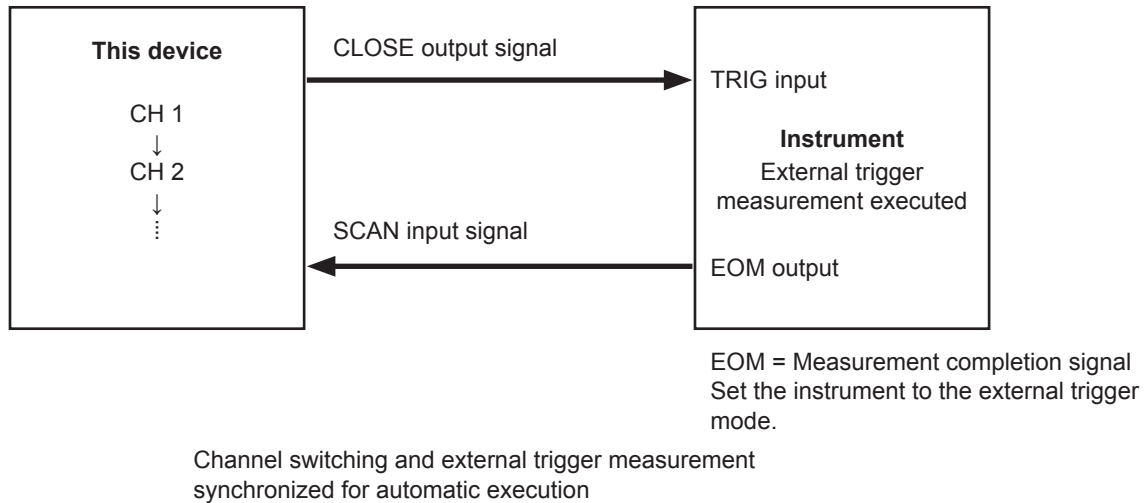 This device
CH 1
↓
CH 2
↓
CLOSE output signal
SCAN input signal
TRIG input
Instrument
External trigger
measurement executed
EOM output
EOM = Measurement completion signal
Set the instrument to the external trigger
mode.
Channel switching and external trigger measurement
synchronized for automatic execution